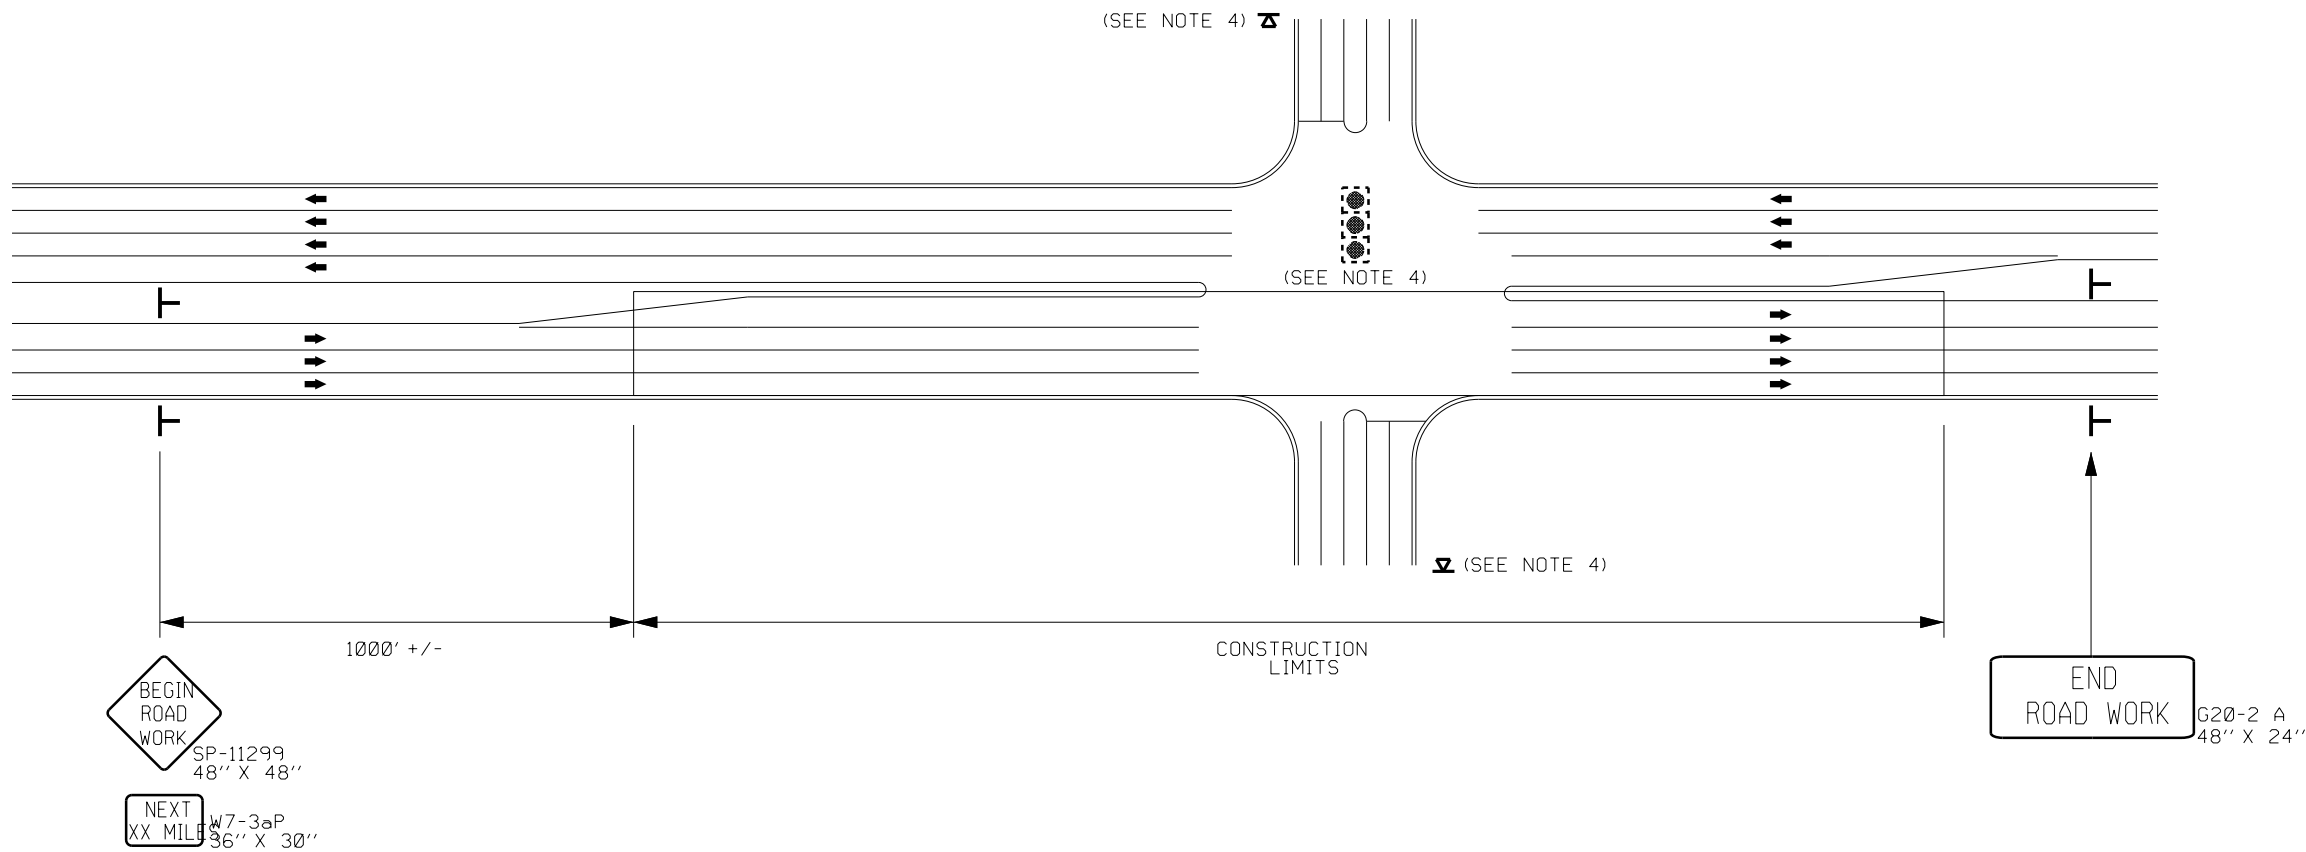 (SEE NOTE 4)
(SEE NOTE 4)
(SEE NOTE 4)
1000' +/-
CONSTRUCTION
LIMITS
BEGIN
ROAD
WORK
SP-11299
48'' X 48''
NEXT
XX MILES
W7-3aP
36'' X 30''
END
ROAD WORK
G20-2 A
48'' X 24''